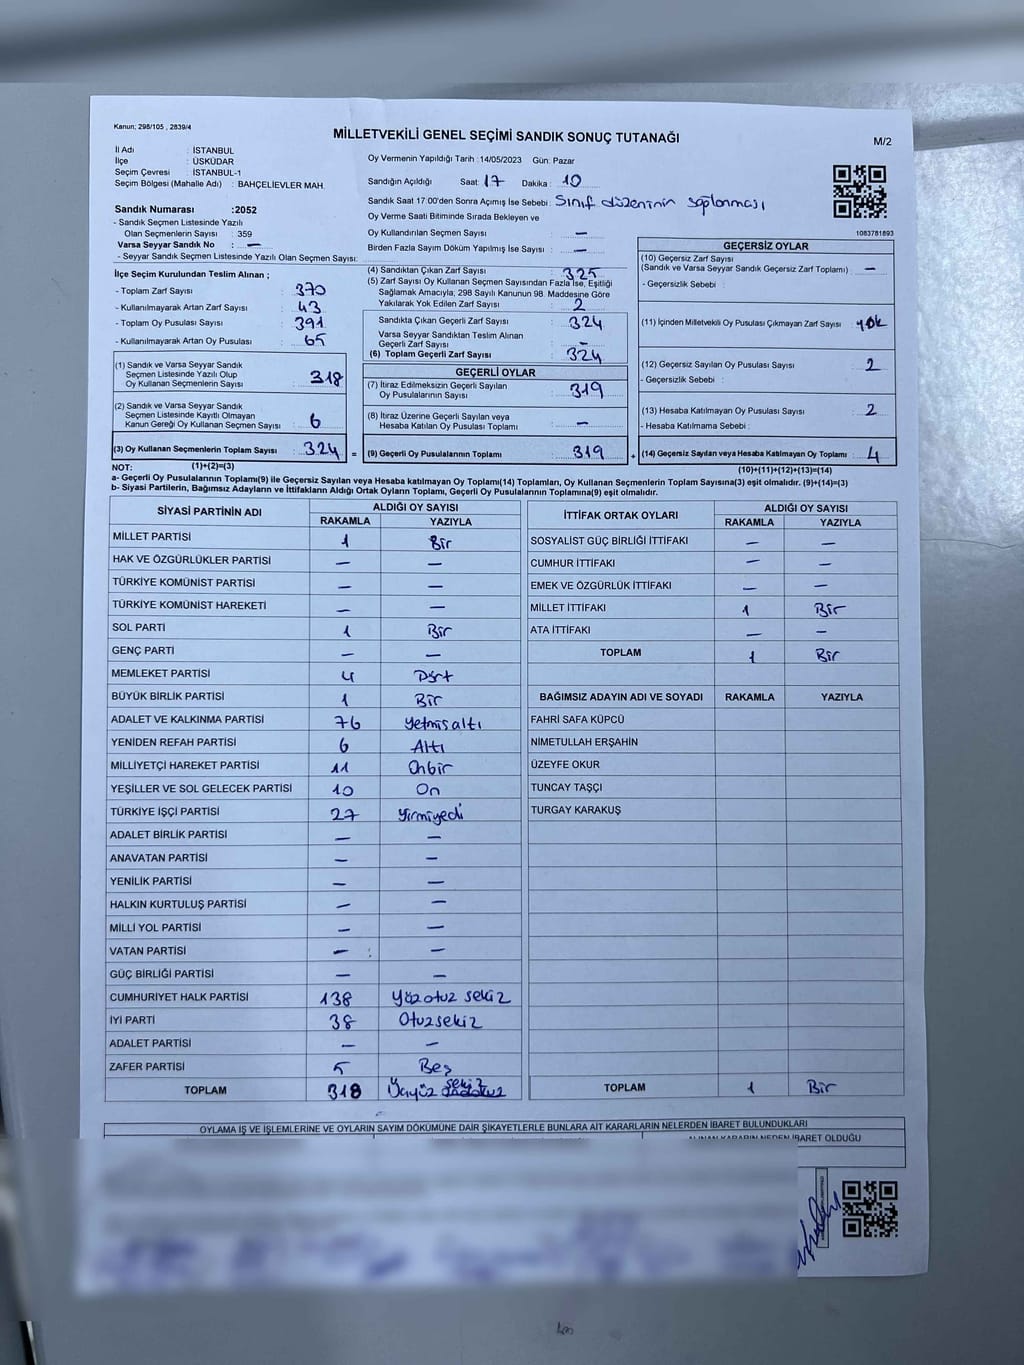 Kanun; 298/105 , 2839/4
MİLLETVEKİLİ GENEL SEÇİMİ SANDIK SONUÇ TUTANAĞI
M/2
İl Adı : İSTANBUL
İlçe : ÜSKÜDAR
Seçim Çevresi : İSTANBUL-1
Seçim Bölgesi (Mahalle Adı) : BAHÇELİEVLER MAH.
Oy Vermenin Yapıldığı Tarih :14/05/2023 Gün: Pazar
Sandığın Açıldığı Saat: 17 Dakika : 10
Sandık Saat 17.00'den Sonra Açımış İse Sebebi : Sınıf düzeninin saplanması
Oy Verme Saati Bitiminde Sırada Bekleyen ve
Oy Kullandırılan Seçmen Sayısı : —
Birden Fazla Sayım Döküm Yapılmış İse Sayısı : —
1083781893
Sandık Numarası :2052
- Sandık Seçmen Listesinde Yazılı
Olan Seçmenlerin Sayısı : 359
Varsa Seyyar Sandık No : —
- Seyyar Sandık Seçmen Listesinde Yazılı Olan Seçmen Sayısı:
İlçe Seçim Kurulundan Teslim Alınan ;
- Toplam Zarf Sayısı : 370
- Kullanılmayarak Artan Zarf Sayısı : 43
- Toplam Oy Pusulası Sayısı : 391
- Kullanılmayarak Artan Oy Pusulası : 65
(1) Sandık ve Varsa Seyyar Sandık
Seçmen Listesinde Yazılı Olup
Oy Kullanan Seçmenlerin Sayısı : 318
(2) Sandık ve Varsa Seyyar Sandık
Seçmen Listesinde Kayıtlı Olmayan
Kanun Gereği Oy Kullanan Seçmen Sayısı : 6
(3) Oy Kullanan Seçmenlerin Toplam Sayısı : 324 =
(1)+(2)=(3)
(4) Sandıktan Çıkan Zarf Sayısı : 325
(5) Zarf Sayısı Oy Kullanan Seçmen Sayısından Fazla İse, Eşitliği
Sağlamak Amacıyla, 298 Sayılı Kanunun 98. Maddesine Göre
Yakılarak Yok Edilen Zarf Sayısı : 2
Sandıkta Çıkan Geçerli Zarf Sayısı : 324
Varsa Seyyar Sandıktan Teslim Alınan
Geçerli Zarf Sayısı : —
(6) Toplam Geçerli Zarf Sayısı : 324
GEÇERLİ OYLAR
(7) İtiraz Edilmeksizin Geçerli Sayılan
Oy Pusulalarının Sayısı : 319
(8) İtiraz Üzerine Geçerli Sayılan veya
Hesaba Katılan Oy Pusulası Toplamı : —
(9) Geçerli Oy Pusulalarının Toplamı : 319 +
GEÇERSİZ OYLAR
(10) Geçersiz Zarf Sayısı
(Sandık ve Varsa Seyyar Sandık Geçersiz Zarf Toplamı) : —
- Geçersizlik Sebebi :
(11) İçinden Milletvekili Oy Pusulası Çıkmayan Zarf Sayısı : yok
(12) Geçersiz Sayılan Oy Pusulası Sayısı : 2
- Geçersizlik Sebebi :
(13) Hesaba Katılmayan Oy Pusulası Sayısı : 2
- Hesaba Katılmama Sebebi :
(14) Geçersiz Sayılan veya Hesaba Katılmayan Oy Toplamı : 4
(10)+(11)+(12)+(13)=(14)
NOT:
a- Geçerli Oy Pusulalarının Toplamı(9) ile Geçersiz Sayılan veya Hesaba katılmayan Oy Toplamı(14) Toplamları, Oy Kullanan Seçmenlerin Toplam Sayısına(3) eşit olmalıdır. (9)+(14)=(3)
b- Siyasi Partilerin, Bağımsız Adayların ve İttifakların Aldığı Ortak Oyların Toplamı, Geçerli Oy Pusulalarının Toplamına(9) eşit olmalıdır.
SİYASİ PARTİNİN ADI ALDIĞI OY SAYISI
RAKAMLA YAZIYLA
MİLLET PARTİSİ 1 Bir
HAK VE ÖZGÜRLÜKLER PARTİSİ — —
TÜRKİYE KOMÜNİST PARTİSİ — —
TÜRKİYE KOMÜNİST HAREKETİ — —
SOL PARTİ 1 Bir
GENÇ PARTİ — —
MEMLEKET PARTİSİ 4 Dört
BÜYÜK BİRLİK PARTİSİ 1 Bir
ADALET VE KALKINMA PARTİSİ 76 Yetmişaltı
YENİDEN REFAH PARTİSİ 6 Altı
MİLLİYETÇİ HAREKET PARTİSİ 11 Onbir
YEŞİLLER VE SOL GELECEK PARTİSİ 10 On
TÜRKİYE İŞÇİ PARTİSİ 27 Yirmiyedi
ADALET BİRLİK PARTİSİ — —
ANAVATAN PARTİSİ — —
YENİLİK PARTİSİ — —
HALKIN KURTULUŞ PARTİSİ — —
MİLLİ YOL PARTİSİ — —
VATAN PARTİSİ — —
GÜÇ BİRLİĞİ PARTİSİ — —
CUMHURİYET HALK PARTİSİ 138 Yüz otuz sekiz
İYİ PARTİ 38 Otuzsekiz
ADALET PARTİSİ — —
ZAFER PARTİSİ 5 Beş
TOPLAM 318 Üçyüz sekiz
İTTİFAK ORTAK OYLARI ALDIĞI OY SAYISI
RAKAMLA YAZIYLA
SOSYALİST GÜÇ BİRLİĞİ İTTİFAKI — —
CUMHUR İTTİFAKI — —
EMEK VE ÖZGÜRLÜK İTTİFAKI — —
MİLLET İTTİFAKI 1 Bir
ATA İTTİFAKI — —
TOPLAM 1 Bir
BAĞIMSIZ ADAYIN ADI VE SOYADI RAKAMLA YAZIYLA
FAHRİ SAFA KÜPCÜ
NİMETULLAH ERŞAHİN
ÜZEYFE OKUR
TUNCAY TAŞÇI
TURGAY KARAKUŞ
TOPLAM 1 Bir
OYLAMA İŞ VE İŞLEMLERİNE VE OYLARIN SAYIM DÖKÜMÜNE DAİR ŞİKAYETLERLE BUNLARA AİT KARARLARIN NELERDEN İBARET BULUNDUKLARI
ALINAN KARARIN NEDEN İBARET OLDUĞU